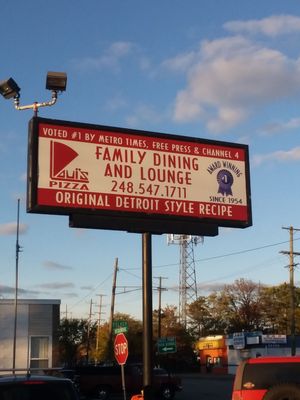 VOTED #1 BY METRO TIMES, FREE PRESS & CHANNEL 4
FAMILY DINING
AND LOUNGE
248.547.1711
PIZZA
AWARD WINNING
#1
SINCE 1954
ORIGINAL DETROIT STYLE RECIPE
STOP